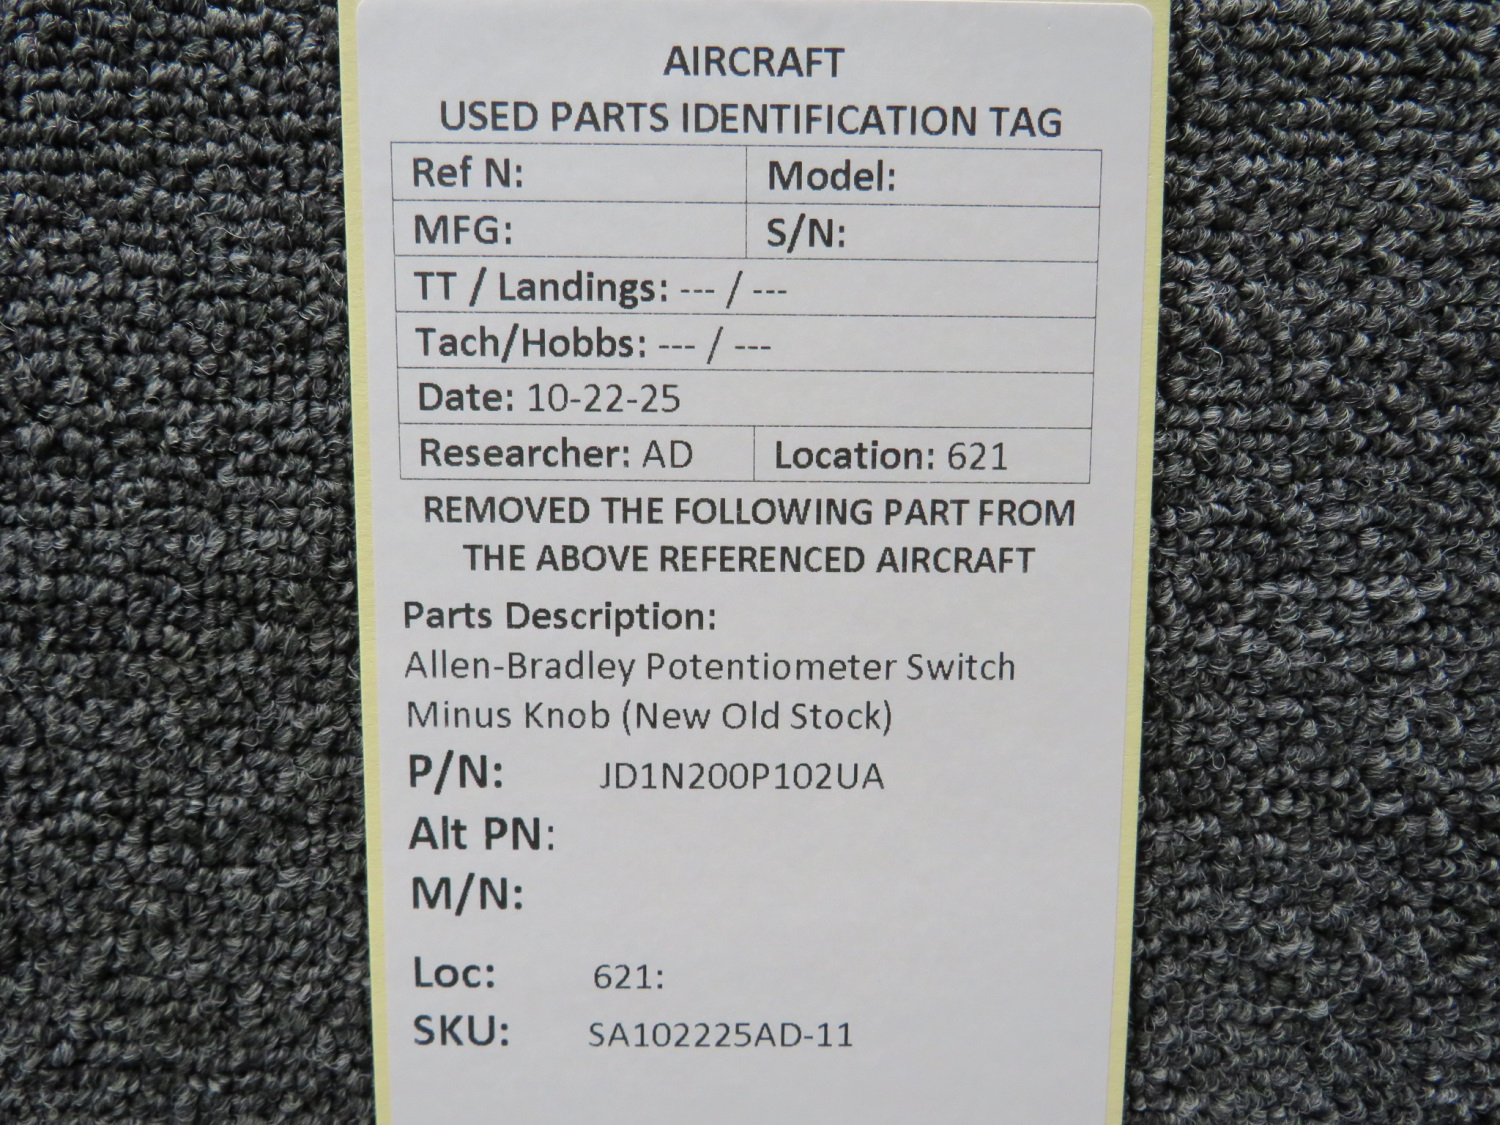 AIRCRAFT
USED PARTS IDENTIFICATION TAG
Ref N: Model:
MFG: S/N:
TT / Landings: --- / ---
Tach/Hobbs: --- / ---
Date: 10-22-25
Researcher: AD Location: 621
REMOVED THE FOLLOWING PART FROM
THE ABOVE REFERENCED AIRCRAFT
Parts Description:
Allen-Bradley Potentiometer Switch
Minus Knob (New Old Stock)
P/N: JD1N200P102UA
Alt PN:
M/N:
Loc: 621:
SKU: SA102225AD-11